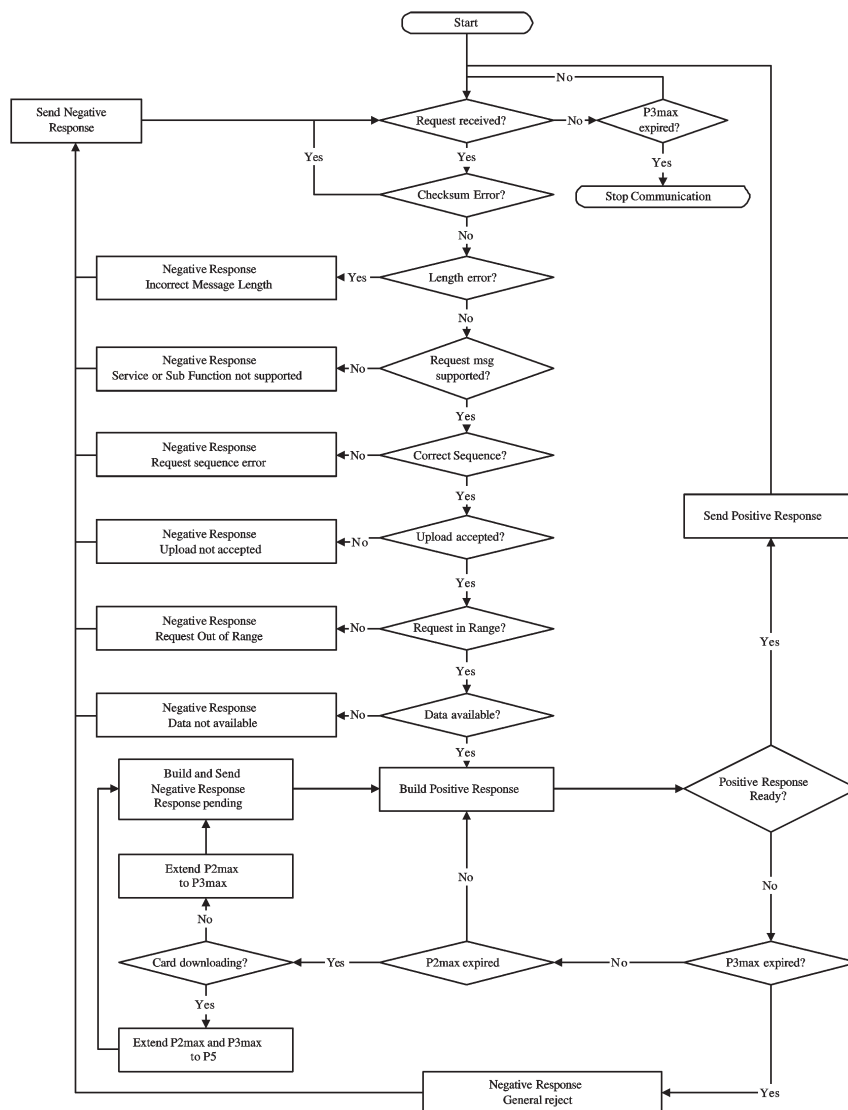 Start
No
Send Negative
Response
Request received?
No
P3max
expired?
Yes
Yes
Yes
Checksum Error?
Stop Communication
No
Negative Response
Incorrect Message Length
Yes
Length error?
No
Negative Response
Service or Sub Function not supported
No
Request msg
supported?
Yes
Negative Response
Request sequence error
No
Correct Sequence?
Yes
Send Positive Response
Negative Response
Upload not accepted
No
Upload accepted?
Yes
Negative Response
Request Out of Range
No
Request in Range?
Yes
Yes
Negative Response
Data not available
No
Data available?
Yes
Build and Send
Negative Response
Response pending
Build Positive Response
Positive Response
Ready?
Extend P2max
to P3max
No
No
No
Card downloading?
Yes
P2max expired
No
P3max expired?
Yes
Extend P2max and P3max
to P5
Negative Response
General reject
Yes